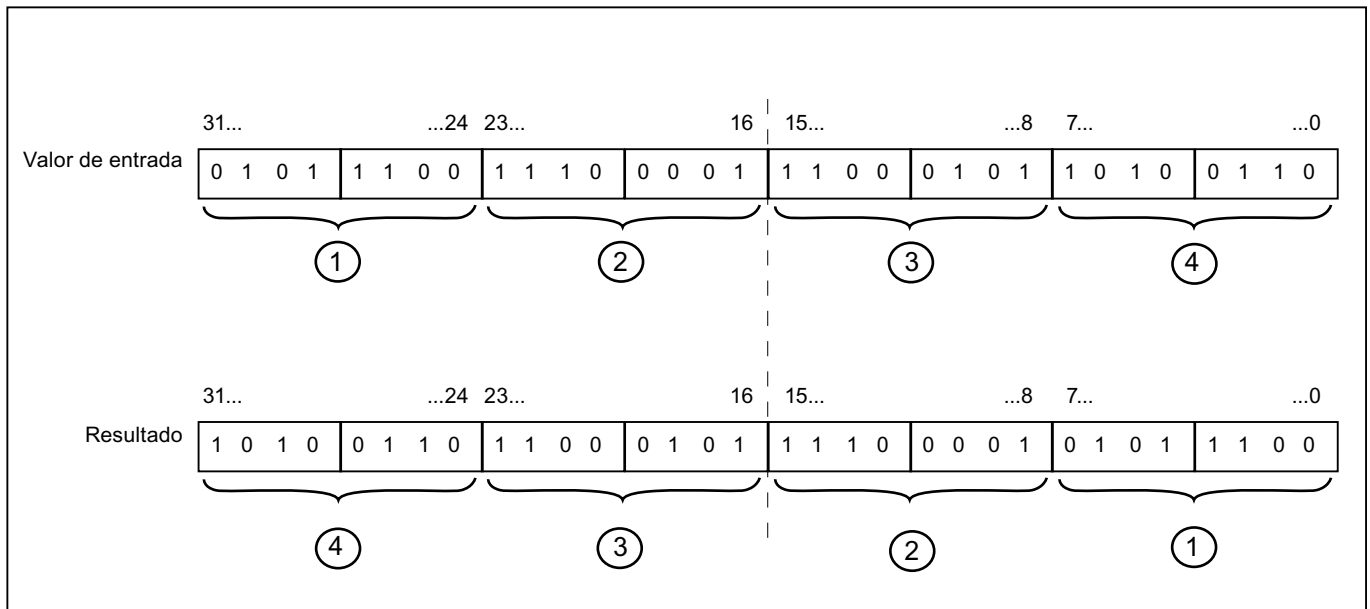 31... ...24 23... 16 15... ...8 7... ...0
Valor de entrada 0 1 0 1 1 1 0 0 1 1 1 0 0 0 0 1 1 1 0 0 0 1 0 1 1 0 1 0 0 1 1 0
1 2 3 4
31... ...24 23... 16 15... ...8 7... ...0
Resultado 1 0 1 0 0 1 1 0 1 1 0 0 0 1 0 1 1 1 1 0 0 0 0 1 0 1 0 1 1 1 0 0
4 3 2 1